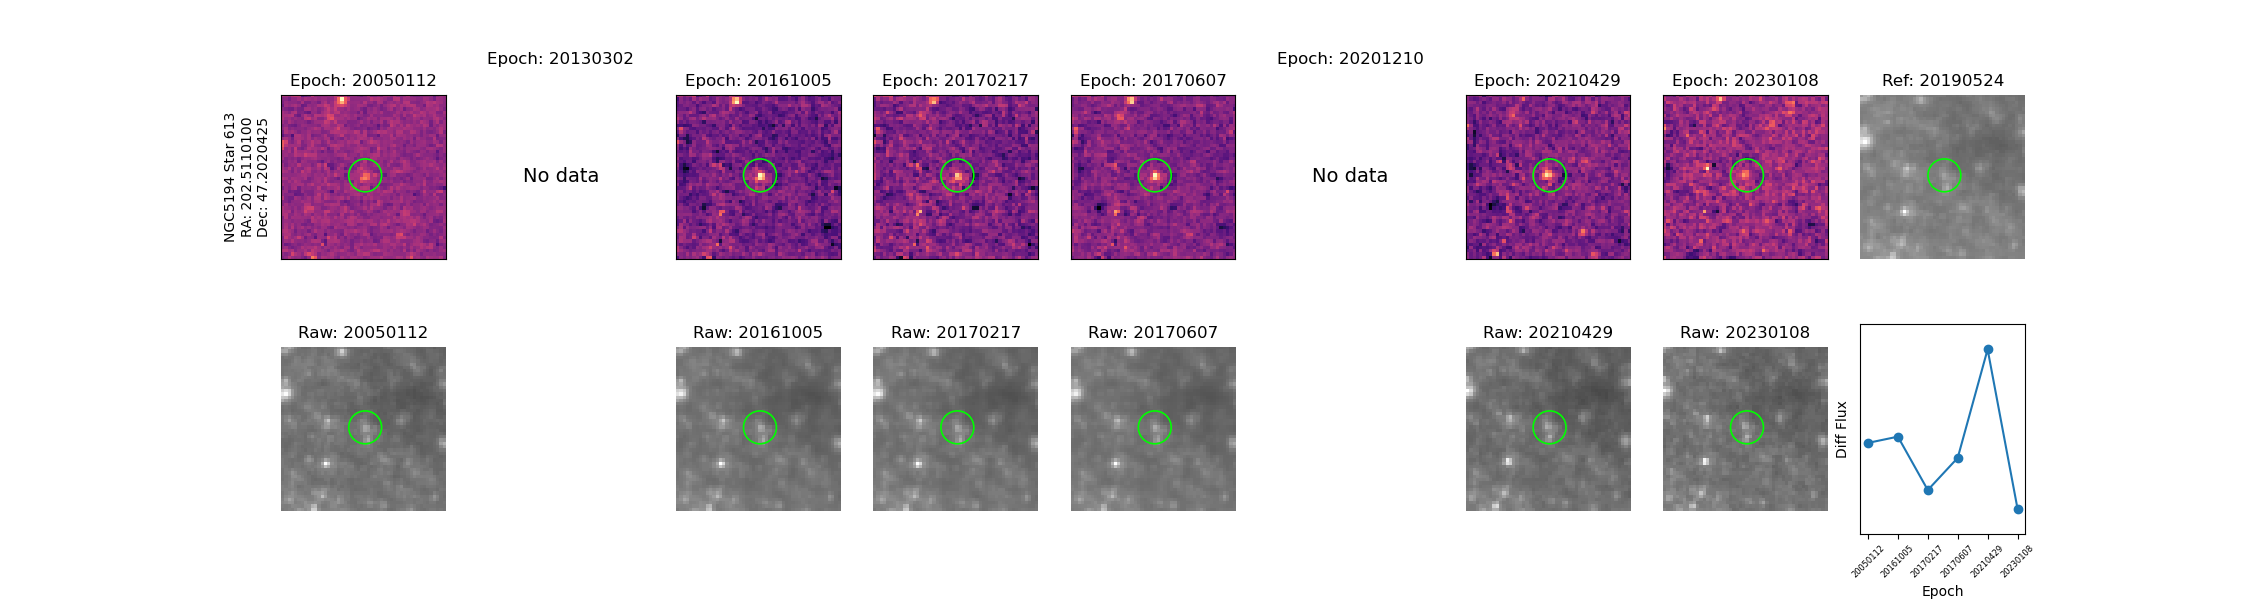 Epoch: 20130302
Epoch: 20201210
Epoch: 20050112
Epoch: 20161005
Epoch: 20170217
Epoch: 20170607
Epoch: 20210429
Epoch: 20230108
Ref: 20190524
NGC5194 Star 613
RA: 202.5110100
Dec: 47.2020425
No data
No data
Raw: 20050112
Raw: 20161005
Raw: 20170217
Raw: 20170607
Raw: 20210429
Raw: 20230108
Diff Flux
20050112
20161005
20170217
20170607
20210429
20230108
Epoch